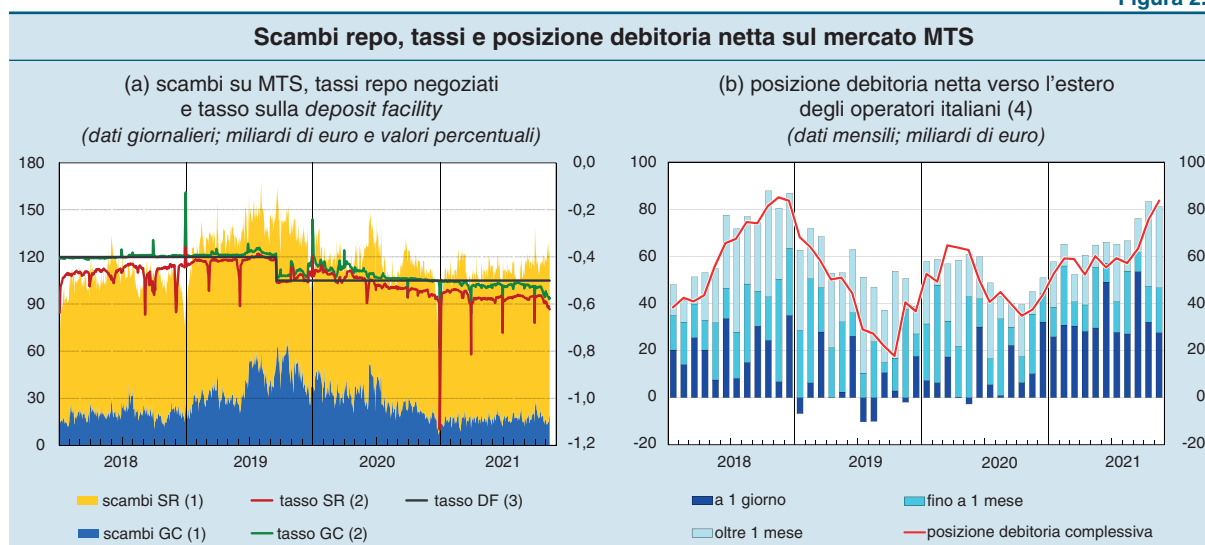 Figura 2.
Scambi repo, tassi e posizione debitoria netta sul mercato MTS
(a) scambi su MTS, tassi repo negoziati
e tasso sulla deposit facility
(dati giornalieri; miliardi di euro e valori percentuali)
180
150
120
90
60
30
0
0,0
-0,2
-0,4
-0,6
-0,8
-1,0
-1,2
2018
2019
2020
2021
scambi SR (1)
tasso SR (2)
tasso DF (3)
scambi GC (1)
tasso GC (2)
(b) posizione debitoria netta verso l'estero
degli operatori italiani (4)
(dati mensili; miliardi di euro)
100
80
60
40
20
0
-20
100
80
60
40
20
0
-20
2018
2019
2020
2021
a 1 giorno
fino a 1 mese
oltre 1 mese
posizione debitoria complessiva